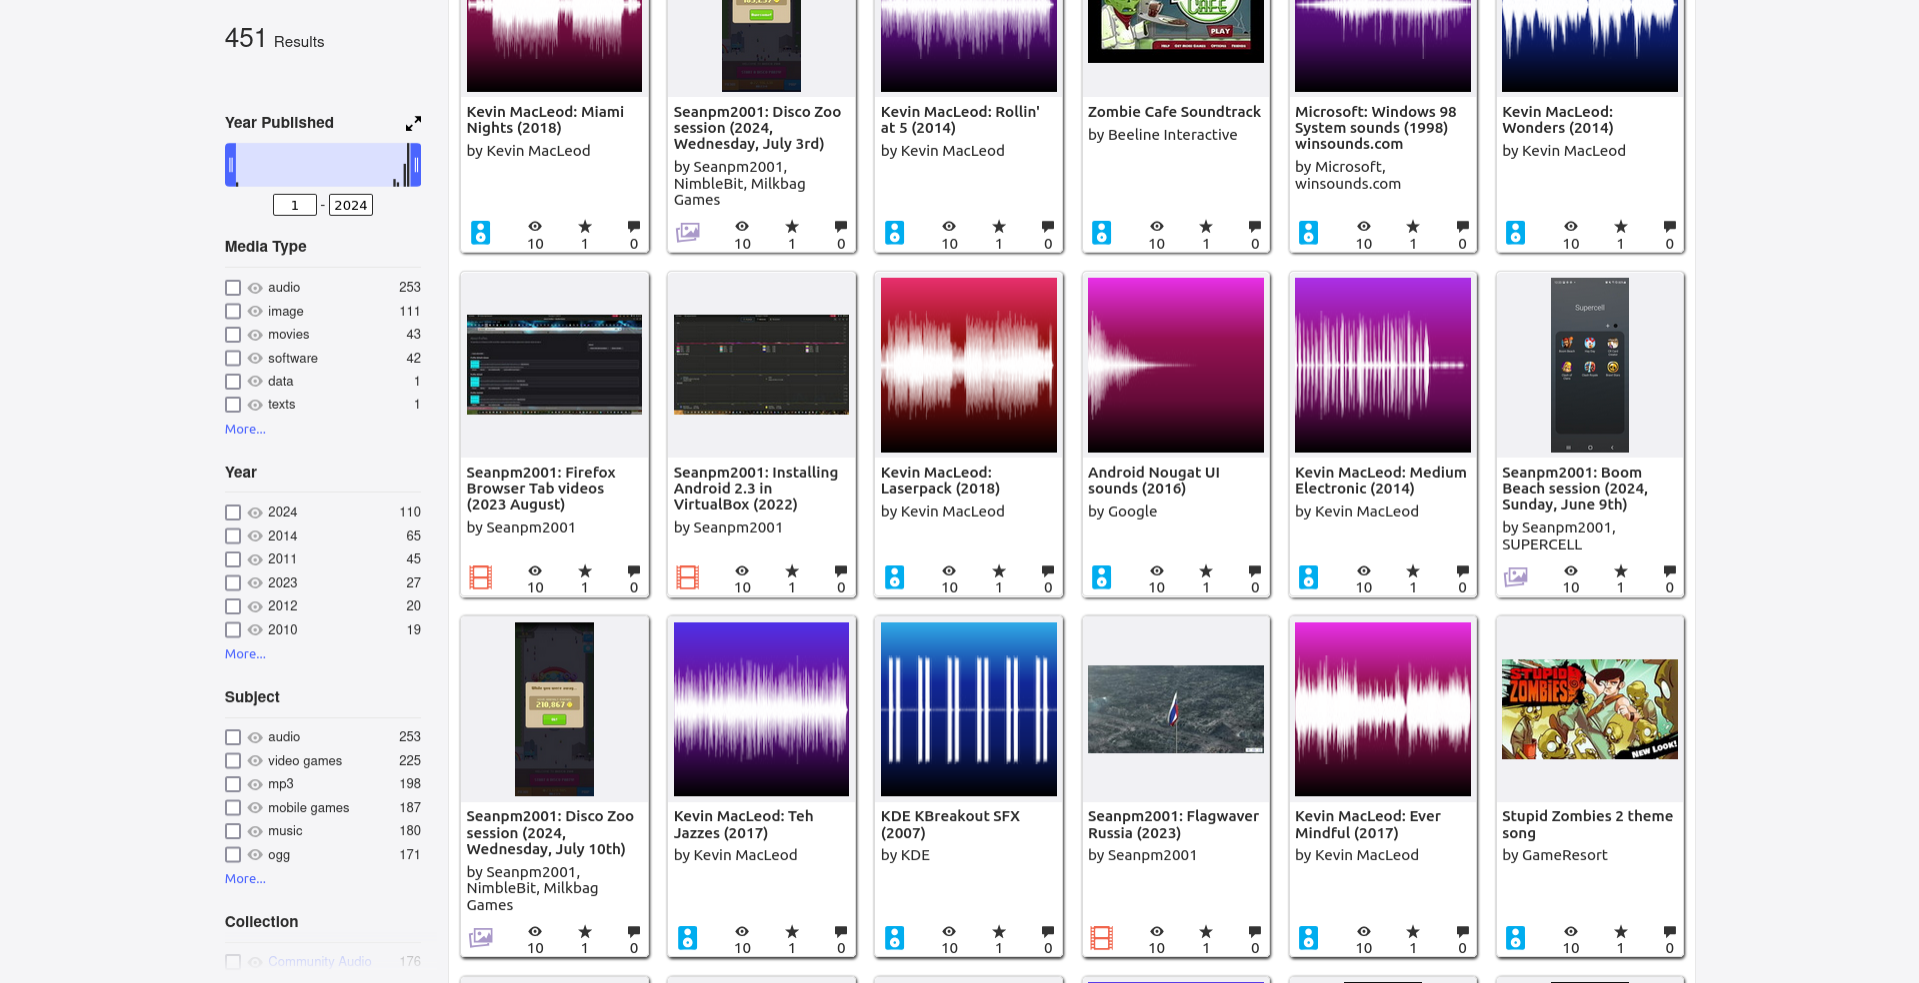 451 Results
Year Published
1 - 2024
Media Type
audio 253
image 111
movies 43
software 42
data 1
texts 1
More...
Year
2024 110
2014 65
2011 45
2023 27
2012 20
2010 19
More...
Subject
audio 253
video games 225
mp3 198
mobile games 187
music 180
ogg 171
More...
Collection
Community Audio 176
Kevin MacLeod: Miami
Nights (2018)
by Kevin MacLeod
10 1 0
Seanpm2001: Disco Zoo
session (2024,
Wednesday, July 3rd)
by Seanpm2001,
NimbleBit, Milkbag
Games
10 1 0
Kevin MacLeod: Rollin'
at 5 (2014)
by Kevin MacLeod
10 1 0
CAFE
PLAY
Zombie Cafe Soundtrack
by Beeline Interactive
10 1 0
Microsoft: Windows 98
System sounds (1998)
winsounds.com
by Microsoft,
winsounds.com
10 1 0
Kevin MacLeod:
Wonders (2014)
by Kevin MacLeod
10 1 0
Seanpm2001: Firefox
Browser Tab videos
(2023 August)
by Seanpm2001
10 1 0
Seanpm2001: Installing
Android 2.3 in
VirtualBox (2022)
by Seanpm2001
10 1 0
Kevin MacLeod:
Laserpack (2018)
by Kevin MacLeod
10 1 0
Android Nougat UI
sounds (2016)
by Google
10 1 0
Kevin MacLeod: Medium
Electronic (2014)
by Kevin MacLeod
10 1 0
Supercell
Seanpm2001: Boom
Beach session (2024,
Sunday, June 9th)
by Seanpm2001,
SUPERCELL
10 1 0
While you were away...
210,867
Seanpm2001: Disco Zoo
session (2024,
Wednesday, July 10th)
by Seanpm2001,
NimbleBit, Milkbag
Games
10 1 0
Kevin MacLeod: Teh
Jazzes (2017)
by Kevin MacLeod
10 1 0
KDE KBreakout SFX
(2007)
by KDE
10 1 0
Seanpm2001: Flagwaver
Russia (2023)
by Seanpm2001
10 1 0
Kevin MacLeod: Ever
Mindful (2017)
by Kevin MacLeod
10 1 0
STUPID
ZOMBIES
NEW LOOK!
Stupid Zombies 2 theme
song
by GameResort
10 1 0